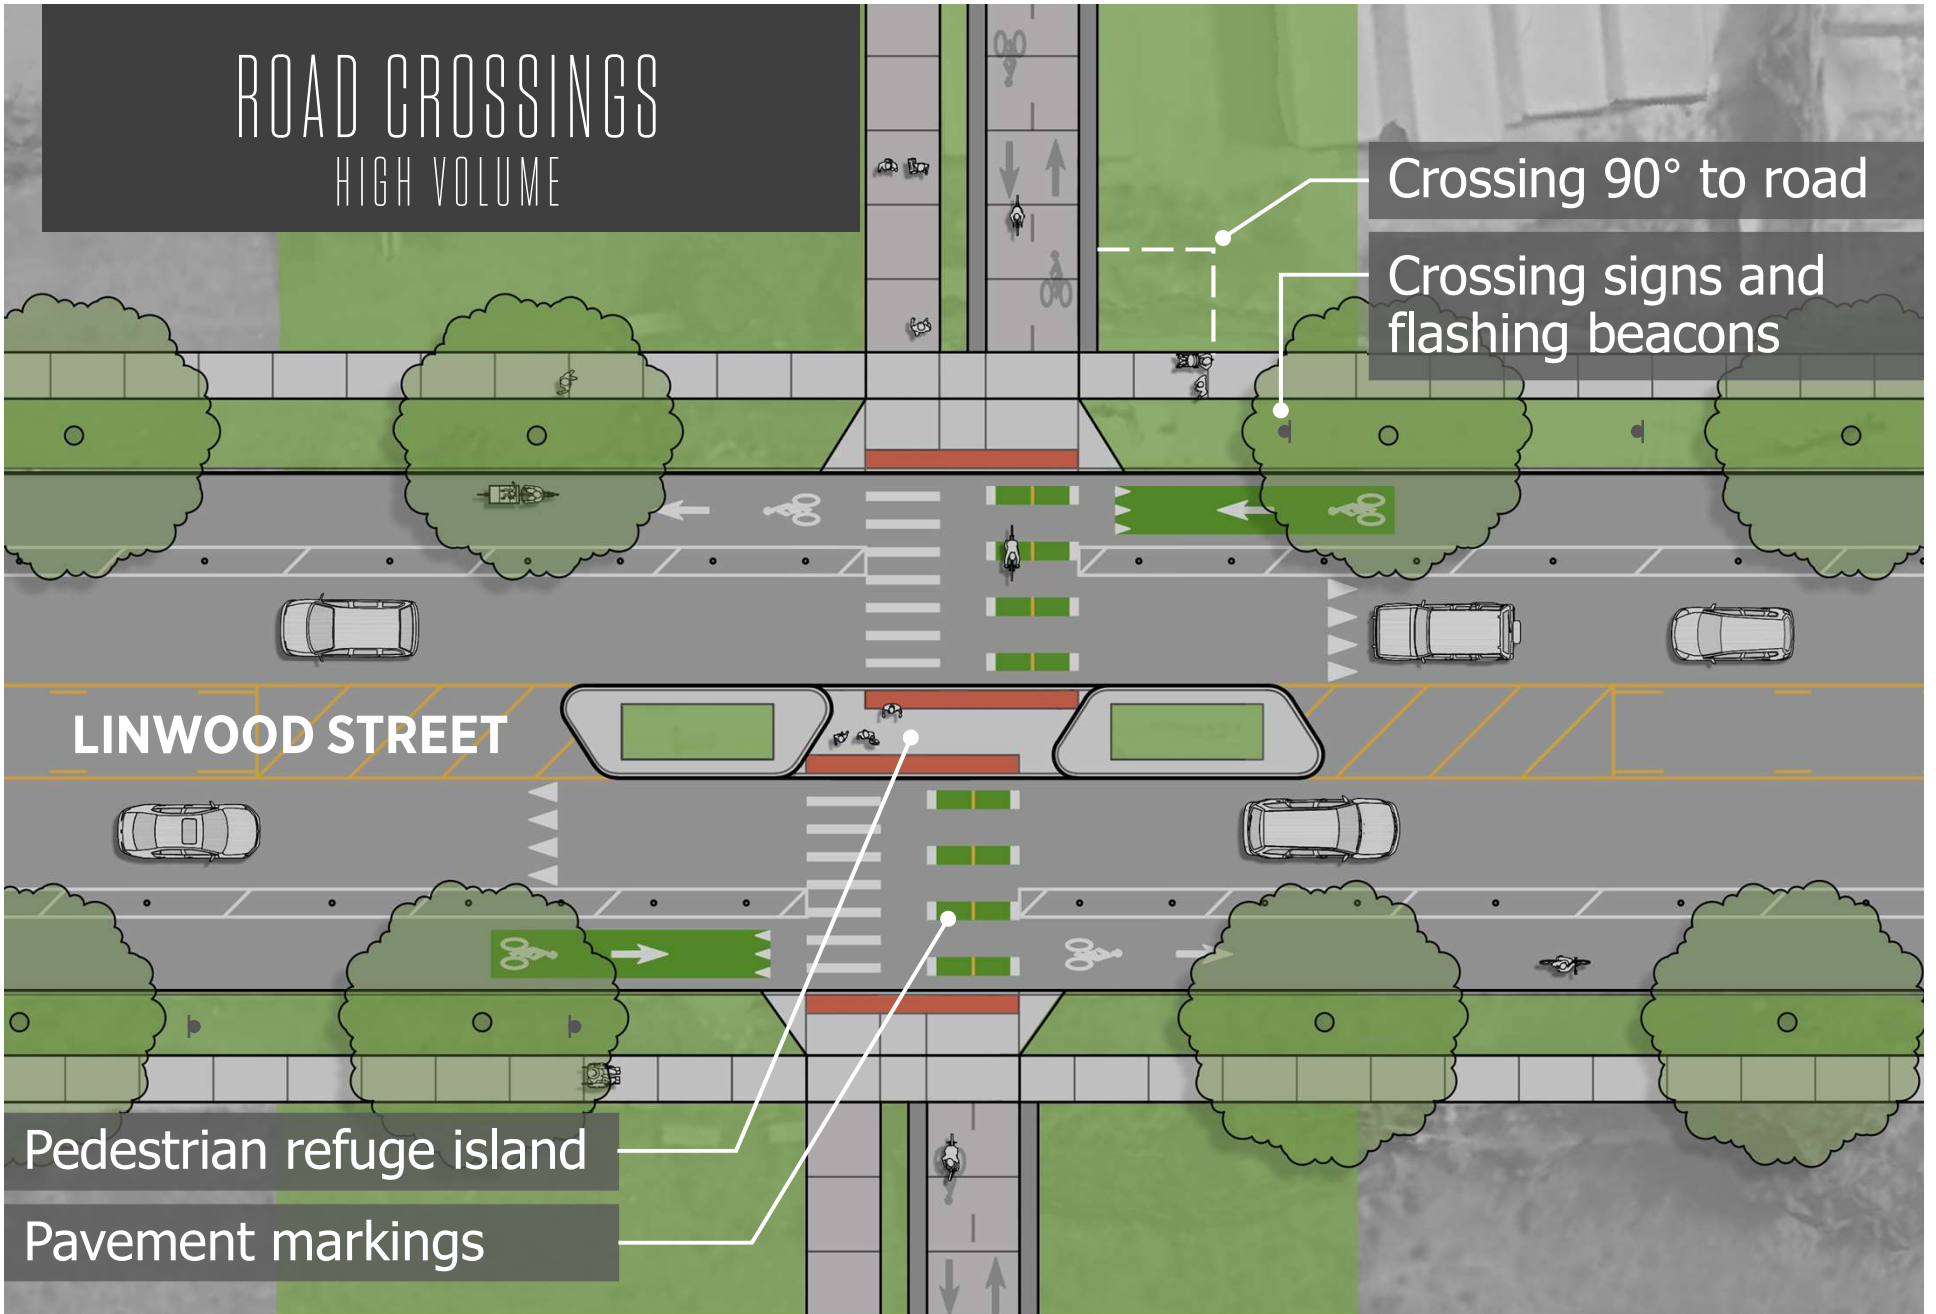 ROAD CROSSINGS
HIGH VOLUME
Crossing 90° to road
Crossing signs and
flashing beacons
LINWOOD STREET
Pedestrian refuge island
Pavement markings